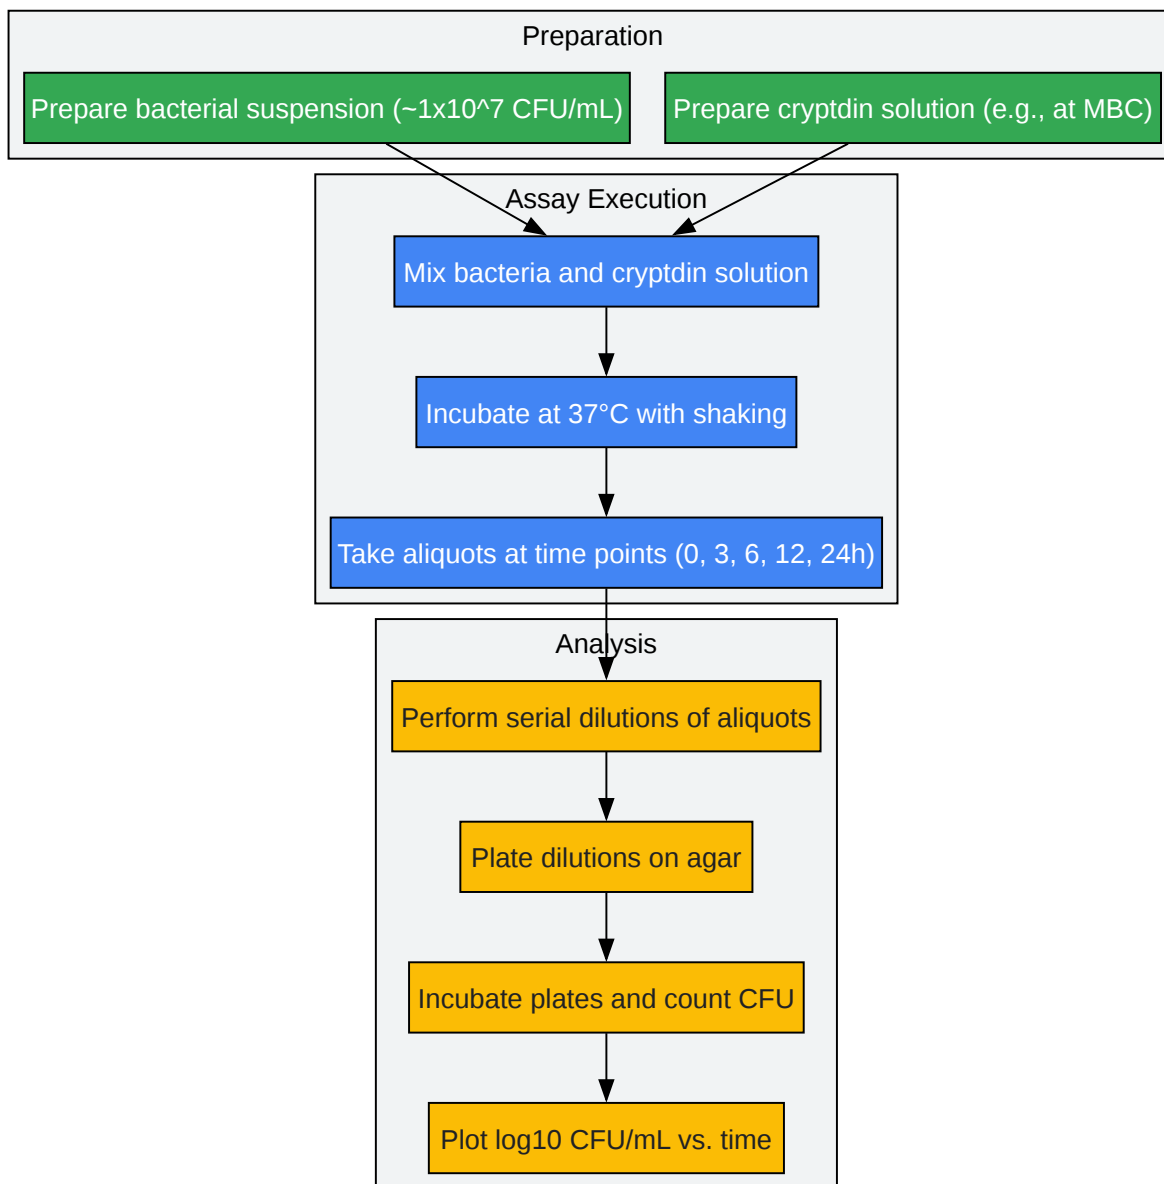 Preparation
Prepare bacterial suspension (~1x10^7 CFU/mL)
Prepare cryptdin solution (e.g., at MBC)
Assay Execution
Mix bacteria and cryptdin solution
Incubate at 37°C with shaking
Take aliquots at time points (0, 3, 6, 12, 24h)
Analysis
Perform serial dilutions of aliquots
Plate dilutions on agar
Incubate plates and count CFU
Plot log10 CFU/mL vs. time